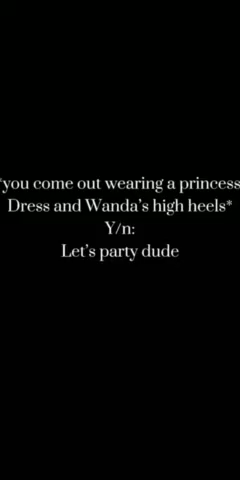 *you come out wearing a princess
Dress and Wanda's high heels*
Y/n:
Let's party dude